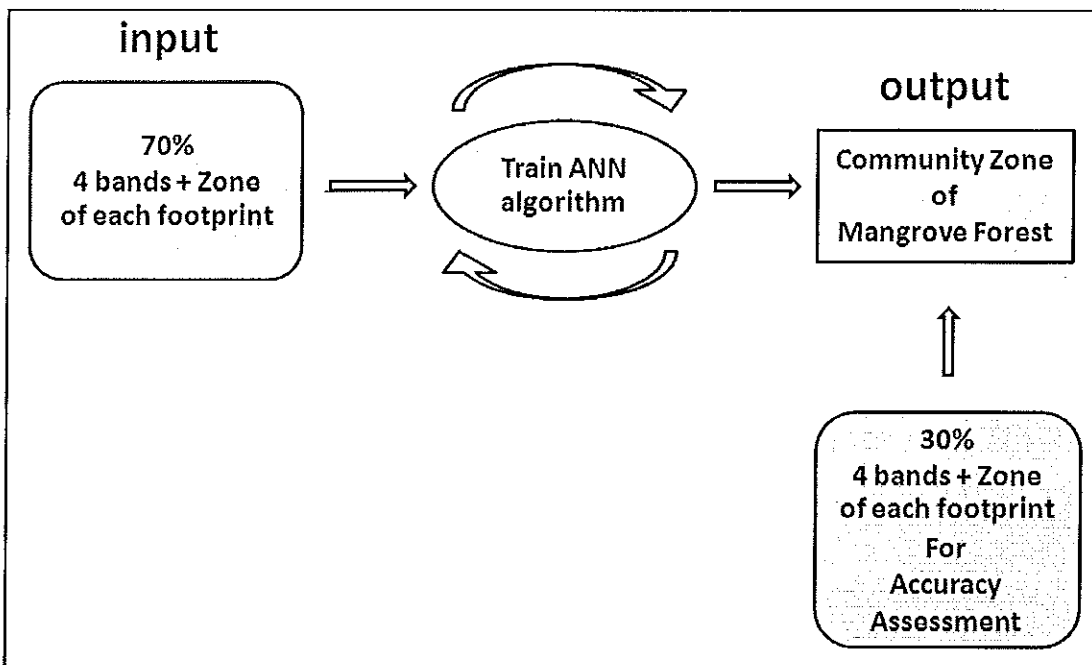 input
70%
4 bands + Zone
of each footprint
Train ANN
algorithm
output
Community Zone
of
Mangrove Forest
30%
4 bands + Zone
of each footprint
For
Accuracy
Assessment